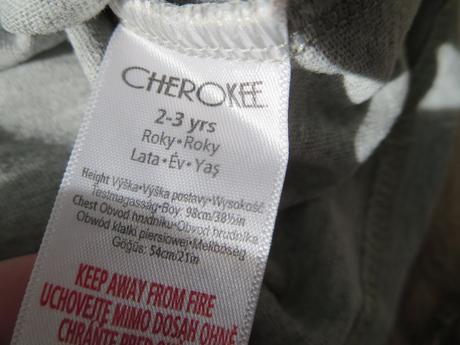 CHEROKEE
2-3 yrs
Roky•Roky
Lata•Év•Yaş
Height Výška•Výška postavy•Wysokość
Testmagasság•Boy: 98cm/38½in
Chest Obvod hrudníku•Obvod hrudníka
Obwód klatki piersiowej•Mellbőség
Göğüs: 54cm/21in
KEEP AWAY FROM FIRE
UCHOVEJTE MIMO DOSAH OHNĚ
CHRÁNTE PRED